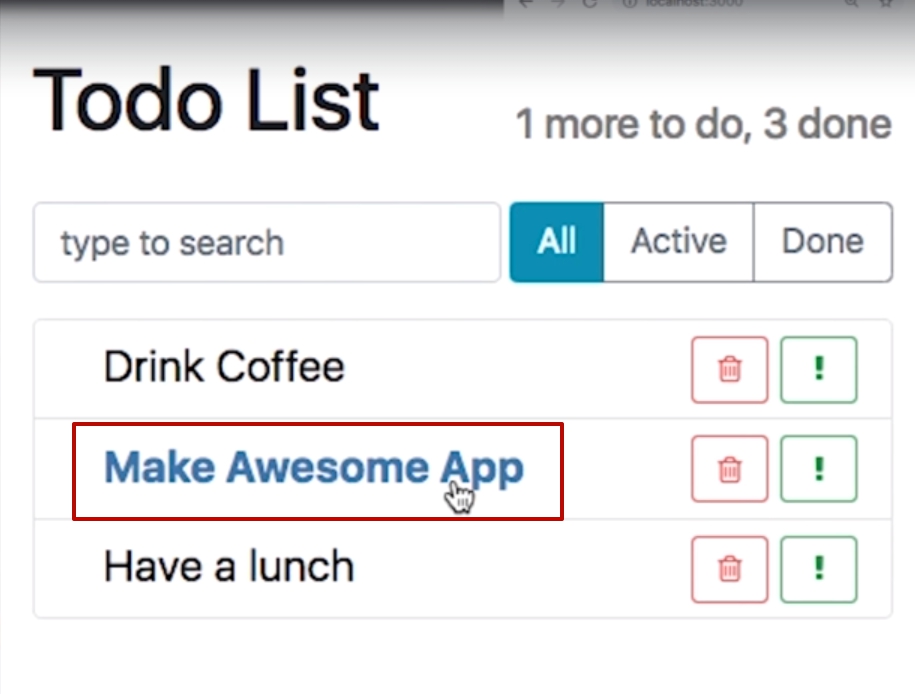 localhost:3000
Todo List
1 more to do, 3 done
type to search
All
Active
Done
Drink Coffee
!
Make Awesome App
!
Have a lunch
!